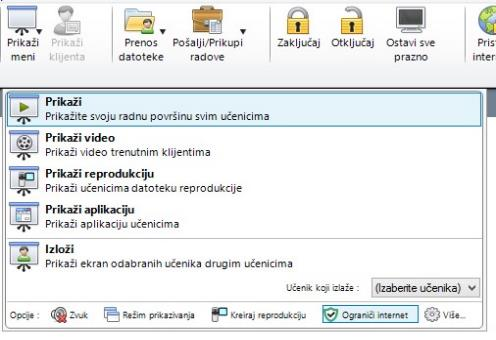 Prikaži meni
Prikaži klijenta
Prenos datoteke
Pošalji/Prikupi radove
Zaključaj
Otključaj
Ostavi sve prazno
Prikaži
Prikažite svoju radnu površinu svim učenicima
Prikaži video
Prikaži video trenutnim klijentima
Prikaži reprodukciju
Prikaži učenicima datoteku reprodukcije
Prikaži aplikaciju
Prikaži aplikaciju učenicima
Izloži
Prikaži ekran odabranih učenika drugim učenicima
Učenik koji izlaže : (Izaberite učenika)
Opcije : Zvuk Režim prikazivanja Kreiraj reprodukciju Ograniči internet Više...